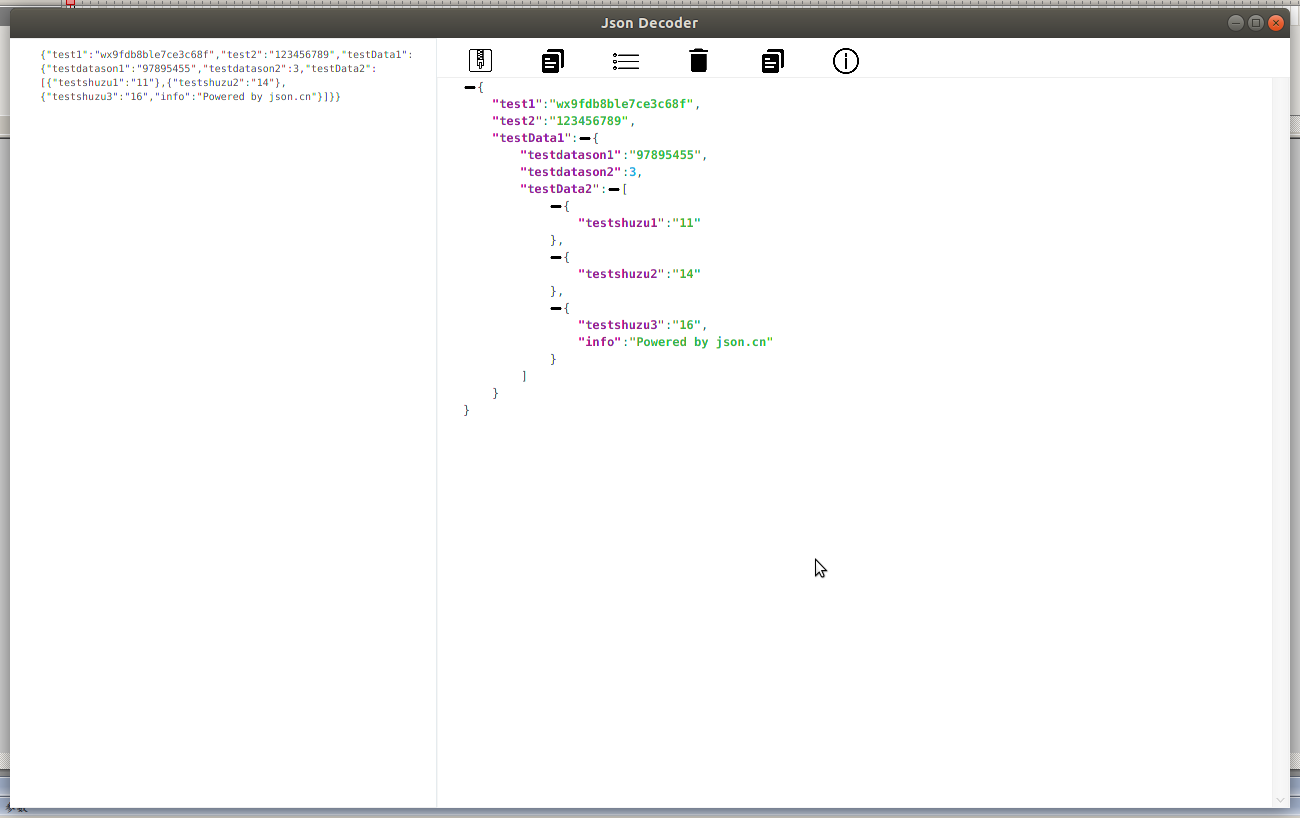 Json Decoder
{"test1":"wx9fdb8ble7ce3c68f","test2":"123456789","testData1":
{"testdatason1":"97895455","testdatason2":3,"testData2":
[{"testshuzu1":"11"},{"testshuzu2":"14"},
{"testshuzu3":"16","info":"Powered by json.cn"}]}}
{
"test1":"wx9fdb8ble7ce3c68f",
"test2":"123456789",
"testData1":{
"testdatason1":"97895455",
"testdatason2":3,
"testData2":[
{
"testshuzu1":"11"
},
{
"testshuzu2":"14"
},
{
"testshuzu3":"16",
"info":"Powered by json.cn"
}
]
}
}